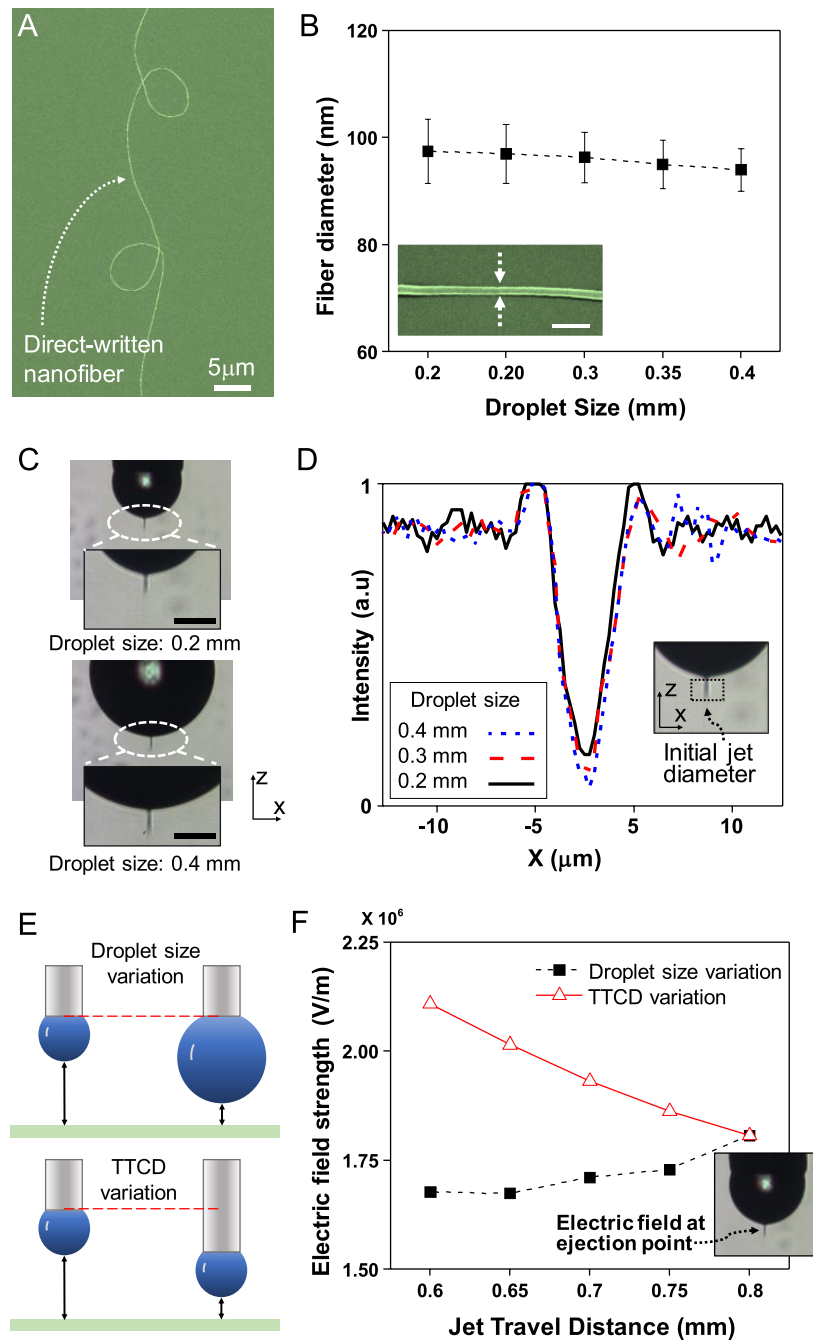 A
Direct-written
nanofiber
5μm
B
120
100
80
60
Fiber diameter (nm)
0.2
0.20
0.3
0.35
0.4
Droplet Size (mm)
C
Droplet size: 0.2 mm
Droplet size: 0.4 mm
z
x
D
1
0
Intensity (a.u)
Droplet size
0.4 mm
0.3 mm
0.2 mm
z
x
Initial jet
diameter
-10
-5
5
10
X (μm)
E
Droplet size
variation
TTCD
variation
F
X 10⁶
2.25
2.00
1.75
1.50
Electric field strength (V/m)
Droplet size variation
TTCD variation
Electric field at
ejection point
0.6
0.65
0.7
0.75
0.8
Jet Travel Distance (mm)